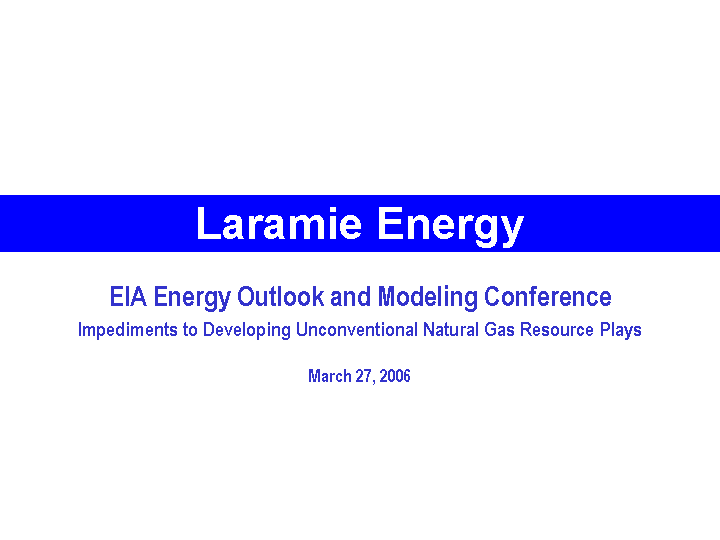 Laramie Energy
EIA Energy Outlook and Modeling Conference
Impediments to Developing Unconventional Natural Gas Resource Plays
March 27, 2006